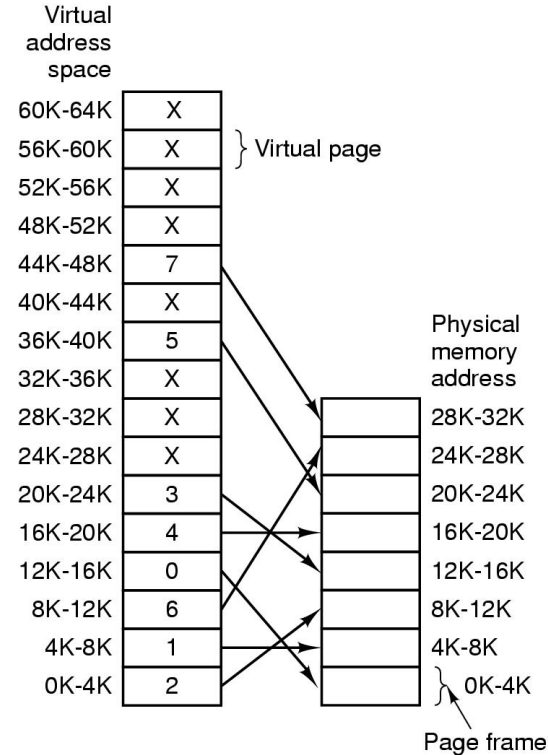 Virtual
address
space
60K-64K X
56K-60K X } Virtual page
52K-56K X
48K-52K X
44K-48K 7
40K-44K X
36K-40K 5
32K-36K X
28K-32K X
24K-28K X
20K-24K 3
16K-20K 4
12K-16K 0
8K-12K 6
4K-8K 1
0K-4K 2
Physical
memory
address
28K-32K
24K-28K
20K-24K
16K-20K
12K-16K
8K-12K
4K-8K
} 0K-4K
Page frame